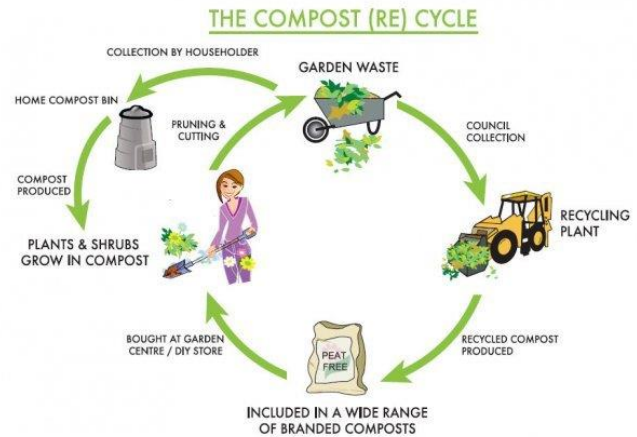 THE COMPOST (RE) CYCLE
COLLECTION BY HOUSEHOLDER
GARDEN WASTE
HOME COMPOST BIN
PRUNING &
CUTTING
COUNCIL
COLLECTION
COMPOST
PRODUCED
RECYCLING
PLANT
PLANTS & SHRUBS
GROW IN COMPOST
BOUGHT AT GARDEN
CENTRE / DIY STORE
PEAT
FREE
RECYCLED COMPOST
PRODUCED
INCLUDED IN A WIDE RANGE
OF BRANDED COMPOSTS